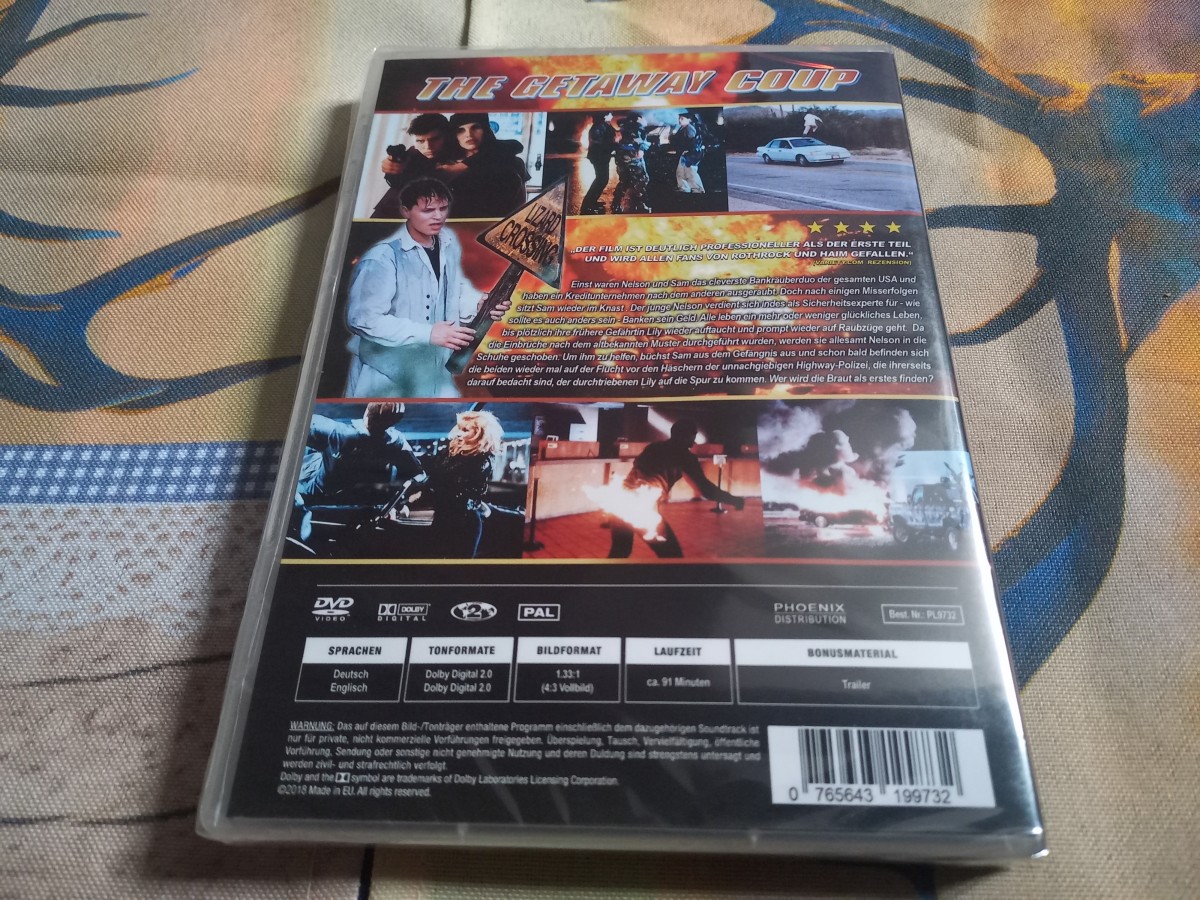 THE GETAWAY COUP
LIZARD
CROSSING
„DER FILM IST DEUTLICH PROFESSIONELLER ALS DER ERSTE TEIL
UND WIRD ALLEN FANS VON ROTHROCK UND HAIM GEFALLEN.“
(VARIETY.COM REZENSION)
Einst waren Nelson und Sam das cleverste Bankräuberduo der gesamten USA und
haben ein Kreditunternehmen nach dem anderen ausgeraubt. Doch nach einigen Misserfolgen
sitzt Sam wieder im Knast. Der junge Nelson verdient sich indes als Sicherheitsexperte für - wie
sollte es auch anders sein - Banken sein Geld. Alle leben ein mehr oder weniger glückliches Leben,
bis plötzlich ihre frühere Gefährtin Lily wieder auftaucht und prompt wieder auf Raubzüge geht. Da
die Einbrüche nach dem altbekannten Muster durchgeführt wurden, werden sie allesamt Nelson in die
Schuhe geschoben. Um ihm zu helfen, büchst Sam aus dem Gefängnis aus und schon bald befinden sich
die beiden wieder mal auf der Flucht vor den Häschern der unnachgiebigen Highway-Polizei, die ihrerseits
darauf bedacht sind, der durchtriebenen Lily auf die Spur zu kommen. Wer wird die Braut als erstes finden?
DVD VIDEO
DOLBY DIGITAL
2
PAL
PHOENIX
DISTRIBUTION
Best. Nr.: PL9732
SPRACHEN
Deutsch
Englisch
TONFORMATE
Dolby Digital 2.0
Dolby Digital 2.0
BILDFORMAT
1.33:1
(4:3 Vollbild)
LAUFZEIT
ca. 91 Minuten
BONUSMATERIAL
Trailer
WARNUNG: Das auf diesem Bild-/Tonträger enthaltene Programm einschließlich dem dazugehörigen Soundtrack ist
nur für private, nicht kommerzielle Vorführungen freigegeben. Überspielung, Tausch, Vervielfältigung, öffentliche
Vorführung, Sendung oder sonstige nicht genehmigte Nutzung und deren Duldung sind strengstens untersagt und
werden zivil- und strafrechtlich verfolgt.
Dolby and the symbol are trademarks of Dolby Laboratories Licensing Corporation.
©2018 Made in EU. All rights reserved.
0 765643 199732